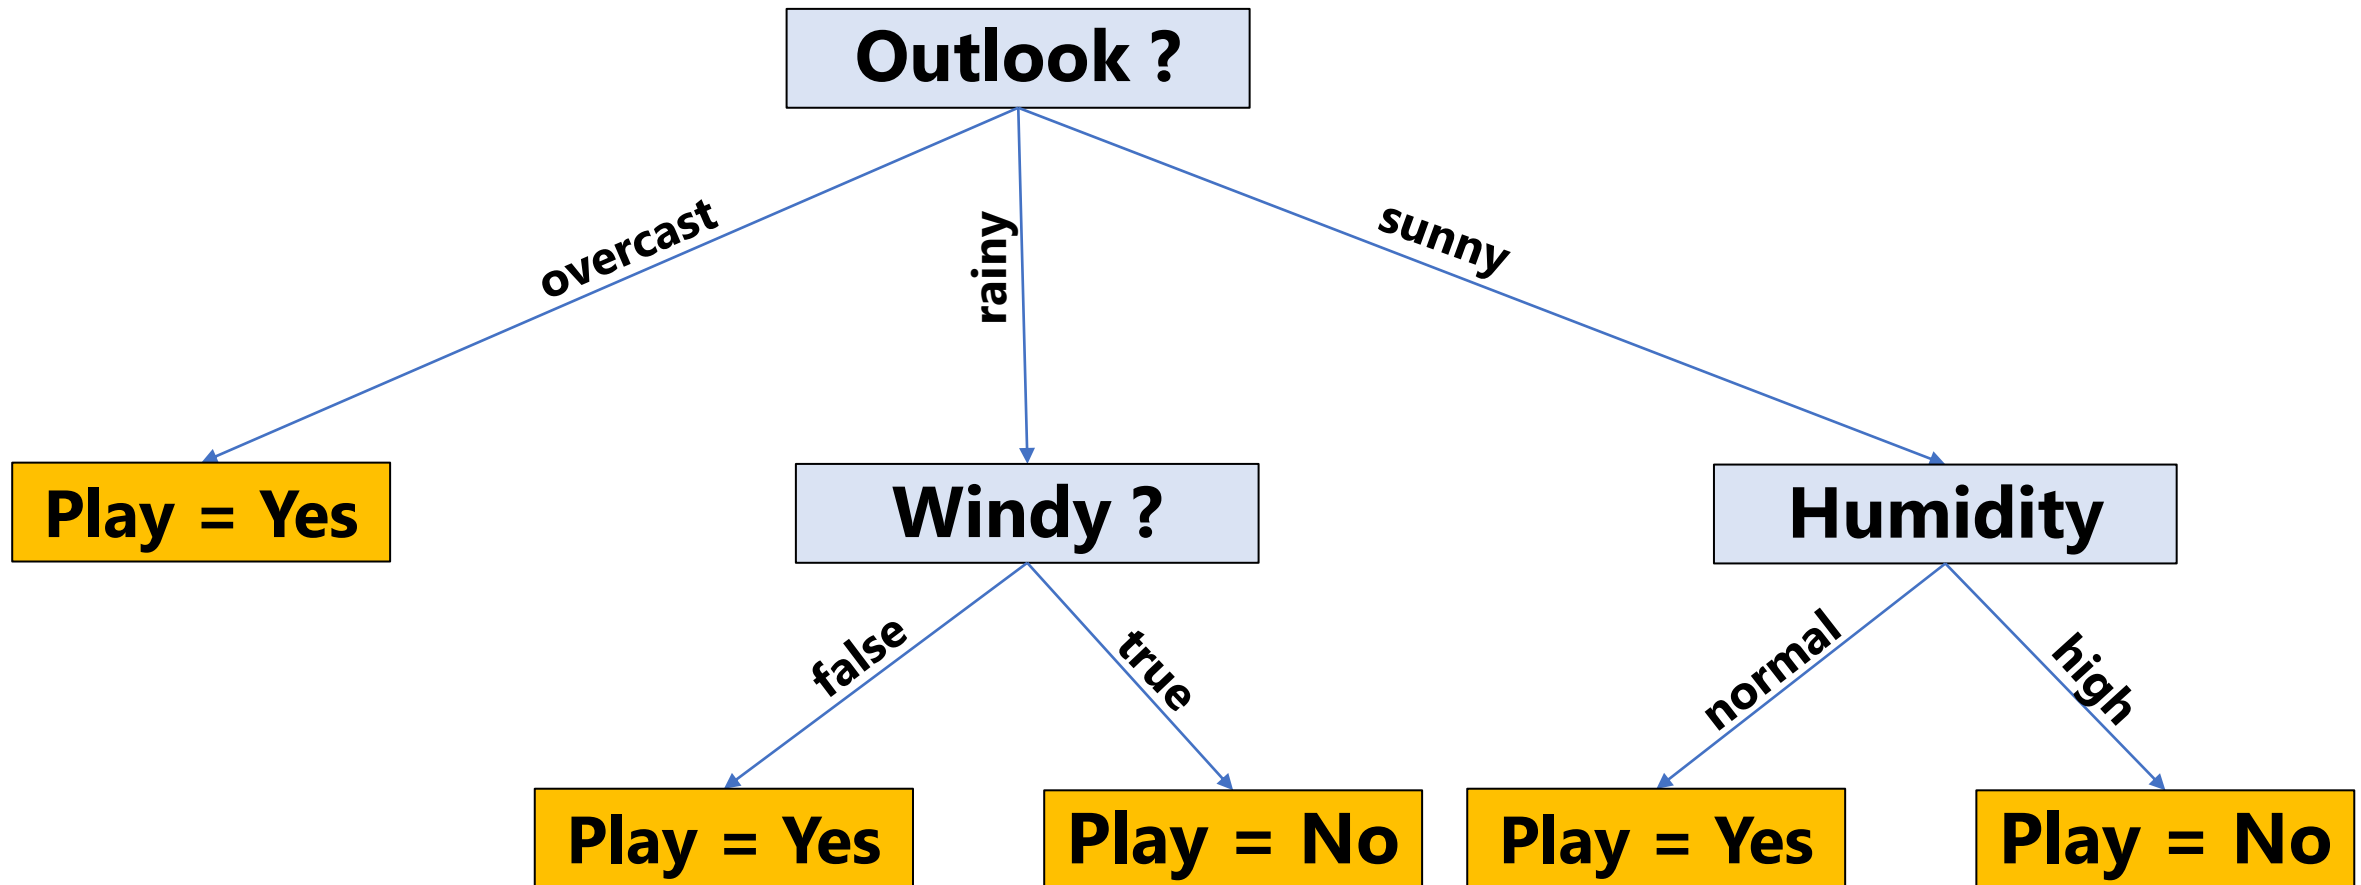 Outlook ?
overcast
rainy
sunny
Play = Yes
Windy ?
Humidity
false
true
normal
high
Play = Yes
Play = No
Play = Yes
Play = No